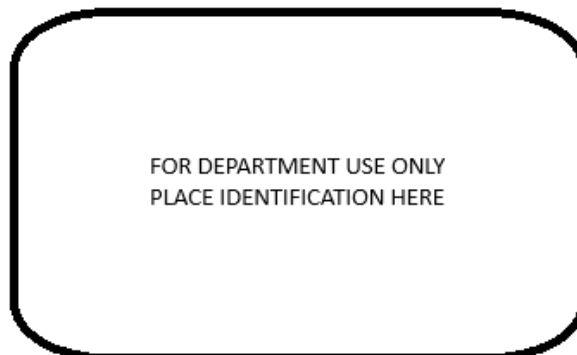 FOR DEPARTMENT USE ONLY
PLACE IDENTIFICATION HERE